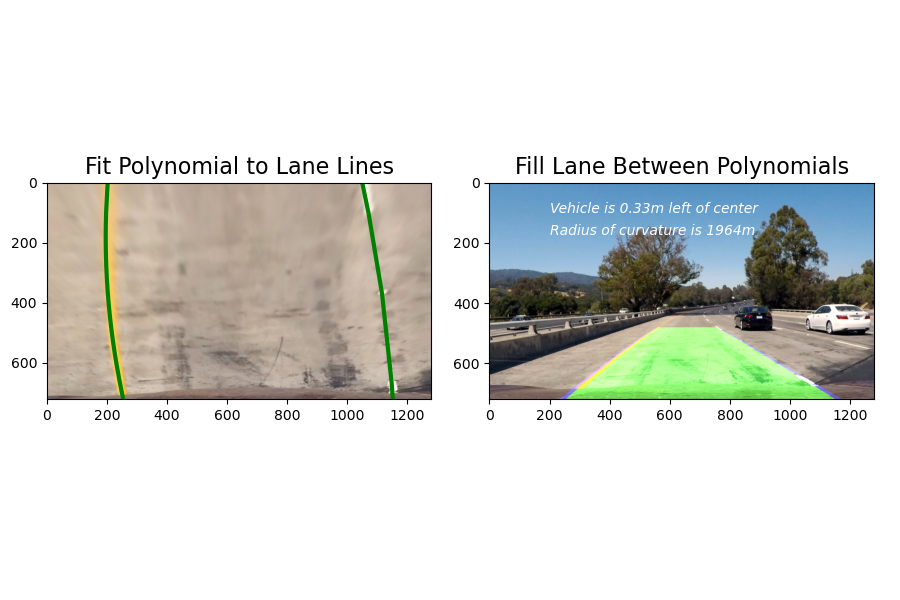 Fit Polynomial to Lane Lines
0
200
400
600
0 200 400 600 800 1000 1200
Fill Lane Between Polynomials
Vehicle is 0.33m left of center
Radius of curvature is 1964m
0
200
400
600
0 200 400 600 800 1000 1200